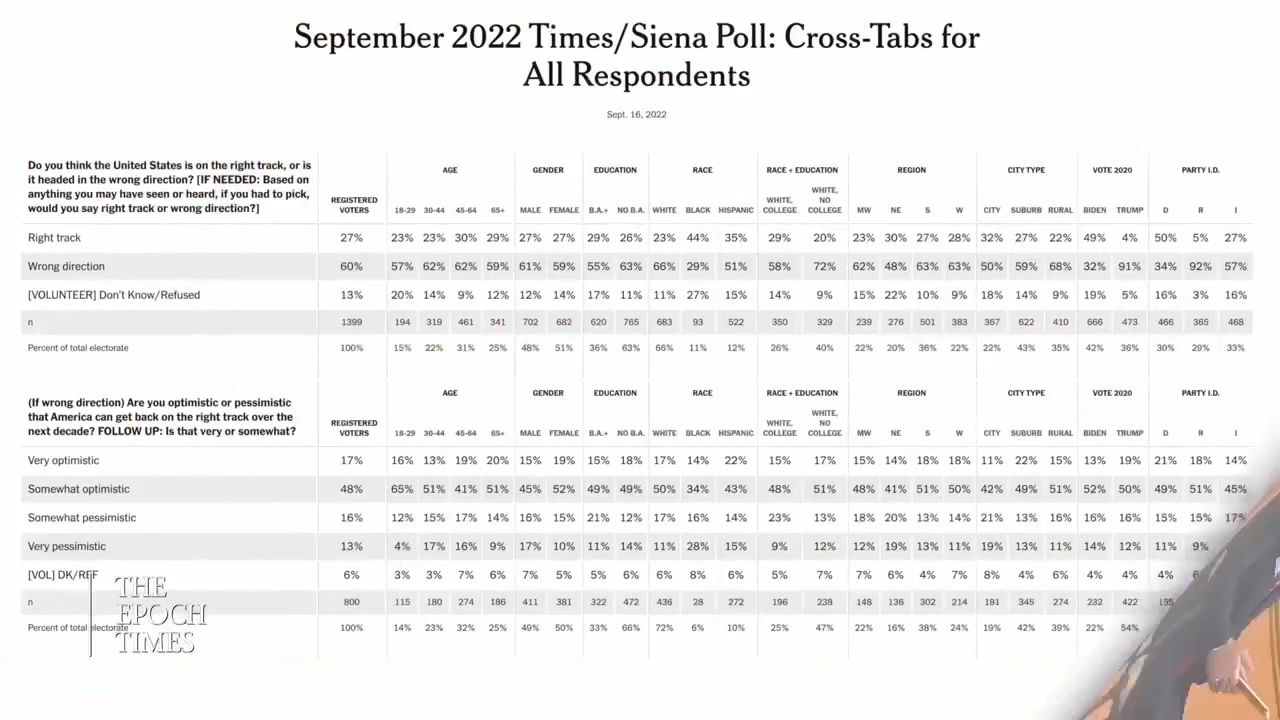 September 2022 Times/Siena Poll: Cross-Tabs for
All Respondents
Sept. 16, 2022
Do you think the United States is on the right track, or is
it headed in the wrong direction? [IF NEEDED: Based on
anything you may have seen or heard, if you had to pick,
would you say right track or wrong direction?]
AGE GENDER EDUCATION RACE RACE + EDUCATION REGION CITY TYPE VOTE 2020 PARTY I.D.
REGISTERED VOTERS 18-29 30-44 45-64 65+ MALE FEMALE B.A.+ NO B.A. WHITE BLACK HISPANIC WHITE, COLLEGE WHITE, NO COLLEGE MW NE S W CITY SUBURB RURAL BIDEN TRUMP D R I
Right track 27% 23% 23% 30% 29% 27% 27% 29% 26% 23% 44% 35% 29% 20% 23% 30% 27% 28% 32% 27% 22% 49% 4% 50% 5% 27%
Wrong direction 60% 57% 62% 62% 59% 61% 59% 55% 63% 66% 29% 51% 58% 72% 62% 48% 63% 63% 50% 59% 68% 32% 91% 34% 92% 57%
[VOLUNTEER] Don't Know/Refused 13% 20% 14% 9% 12% 12% 14% 17% 11% 11% 27% 15% 14% 9% 15% 22% 10% 9% 18% 14% 9% 19% 5% 16% 3% 16%
n 1399 194 319 461 341 702 682 620 765 683 93 522 350 329 239 276 501 383 367 622 410 666 473 466 365 468
Percent of total electorate 100% 15% 22% 31% 25% 48% 51% 36% 63% 66% 11% 12% 26% 40% 22% 20% 36% 22% 22% 43% 35% 42% 36% 30% 29% 33%
(If wrong direction) Are you optimistic or pessimistic
that America can get back on the right track over the
next decade? FOLLOW UP: Is that very or somewhat?
AGE GENDER EDUCATION RACE RACE + EDUCATION REGION CITY TYPE VOTE 2020 PARTY I.D.
REGISTERED VOTERS 18-29 30-44 45-64 65+ MALE FEMALE B.A.+ NO B.A. WHITE BLACK HISPANIC WHITE, COLLEGE WHITE, NO COLLEGE MW NE S W CITY SUBURB RURAL BIDEN TRUMP D R I
Very optimistic 17% 16% 13% 19% 20% 15% 19% 15% 18% 17% 14% 22% 15% 17% 15% 14% 18% 18% 11% 22% 15% 13% 19% 21% 18% 14%
Somewhat optimistic 48% 65% 51% 41% 51% 45% 52% 49% 49% 50% 34% 43% 48% 51% 48% 41% 51% 50% 42% 49% 51% 52% 50% 49% 51% 45%
Somewhat pessimistic 16% 12% 15% 17% 14% 16% 15% 21% 12% 17% 16% 14% 23% 13% 18% 20% 13% 14% 21% 13% 16% 16% 16% 15% 15% 17%
Very pessimistic 13% 4% 17% 16% 9% 17% 10% 11% 14% 11% 28% 15% 9% 12% 12% 19% 13% 11% 19% 13% 11% 14% 12% 11% 9%
[VOL] DK/REF 6% 3% 3% 7% 6% 7% 5% 5% 6% 6% 8% 6% 5% 7% 7% 6% 4% 7% 8% 4% 6% 4% 4% 4%
n 800 115 180 274 186 411 381 322 472 436 28 272 196 238 148 136 302 214 181 345 274 232 422 155
Percent of total electorate 100% 14% 23% 32% 25% 49% 50% 33% 66% 72% 6% 10% 25% 47% 22% 16% 38% 24% 19% 42% 39% 22% 54%
THE
EPOCH
TIMES